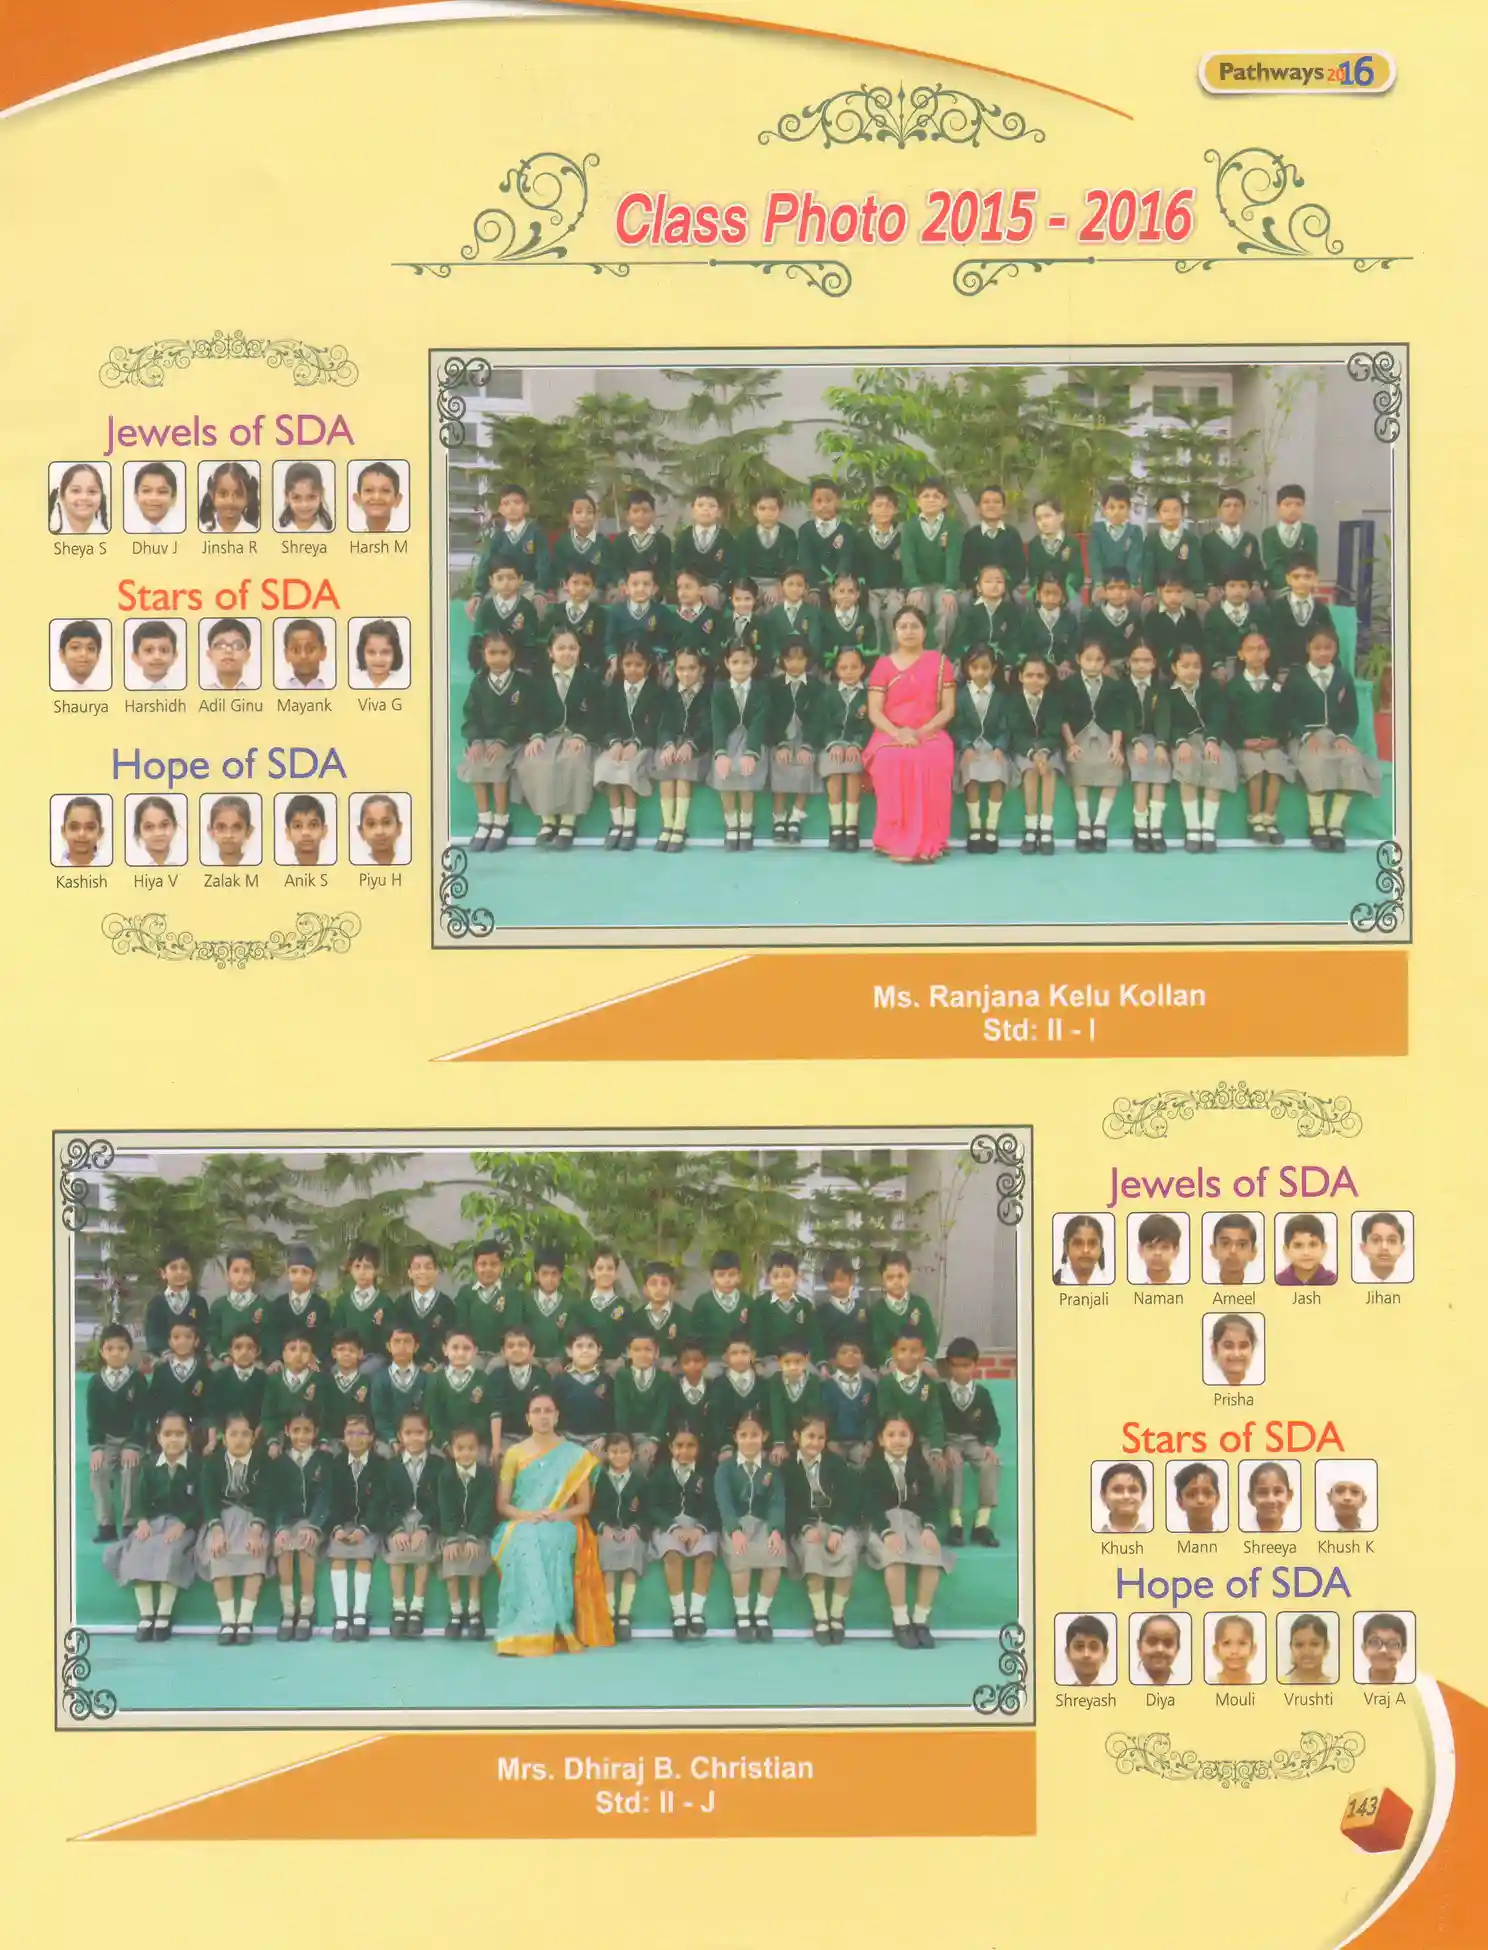 Pathways 2016
Class Photo 2015 - 2016
Jewels of SDA
Sheya S Dhuv J Jinsha R Shreya Harsh M
Stars of SDA
Shaurya Harshidh Adil Ginu Mayank Viva G
Hope of SDA
Kashish Hiya V Zalak M Anik S Piyu H
Ms. Ranjana Kelu Kollan
Std: II - I
Jewels of SDA
Pranjali Naman Ameel Jash Jihan
Prisha
Stars of SDA
Khush Mann Shreeya Khush K
Hope of SDA
Shreyash Diya Mouli Vrushti Vraj A
Mrs. Dhiraj B. Christian
Std: II - J
143